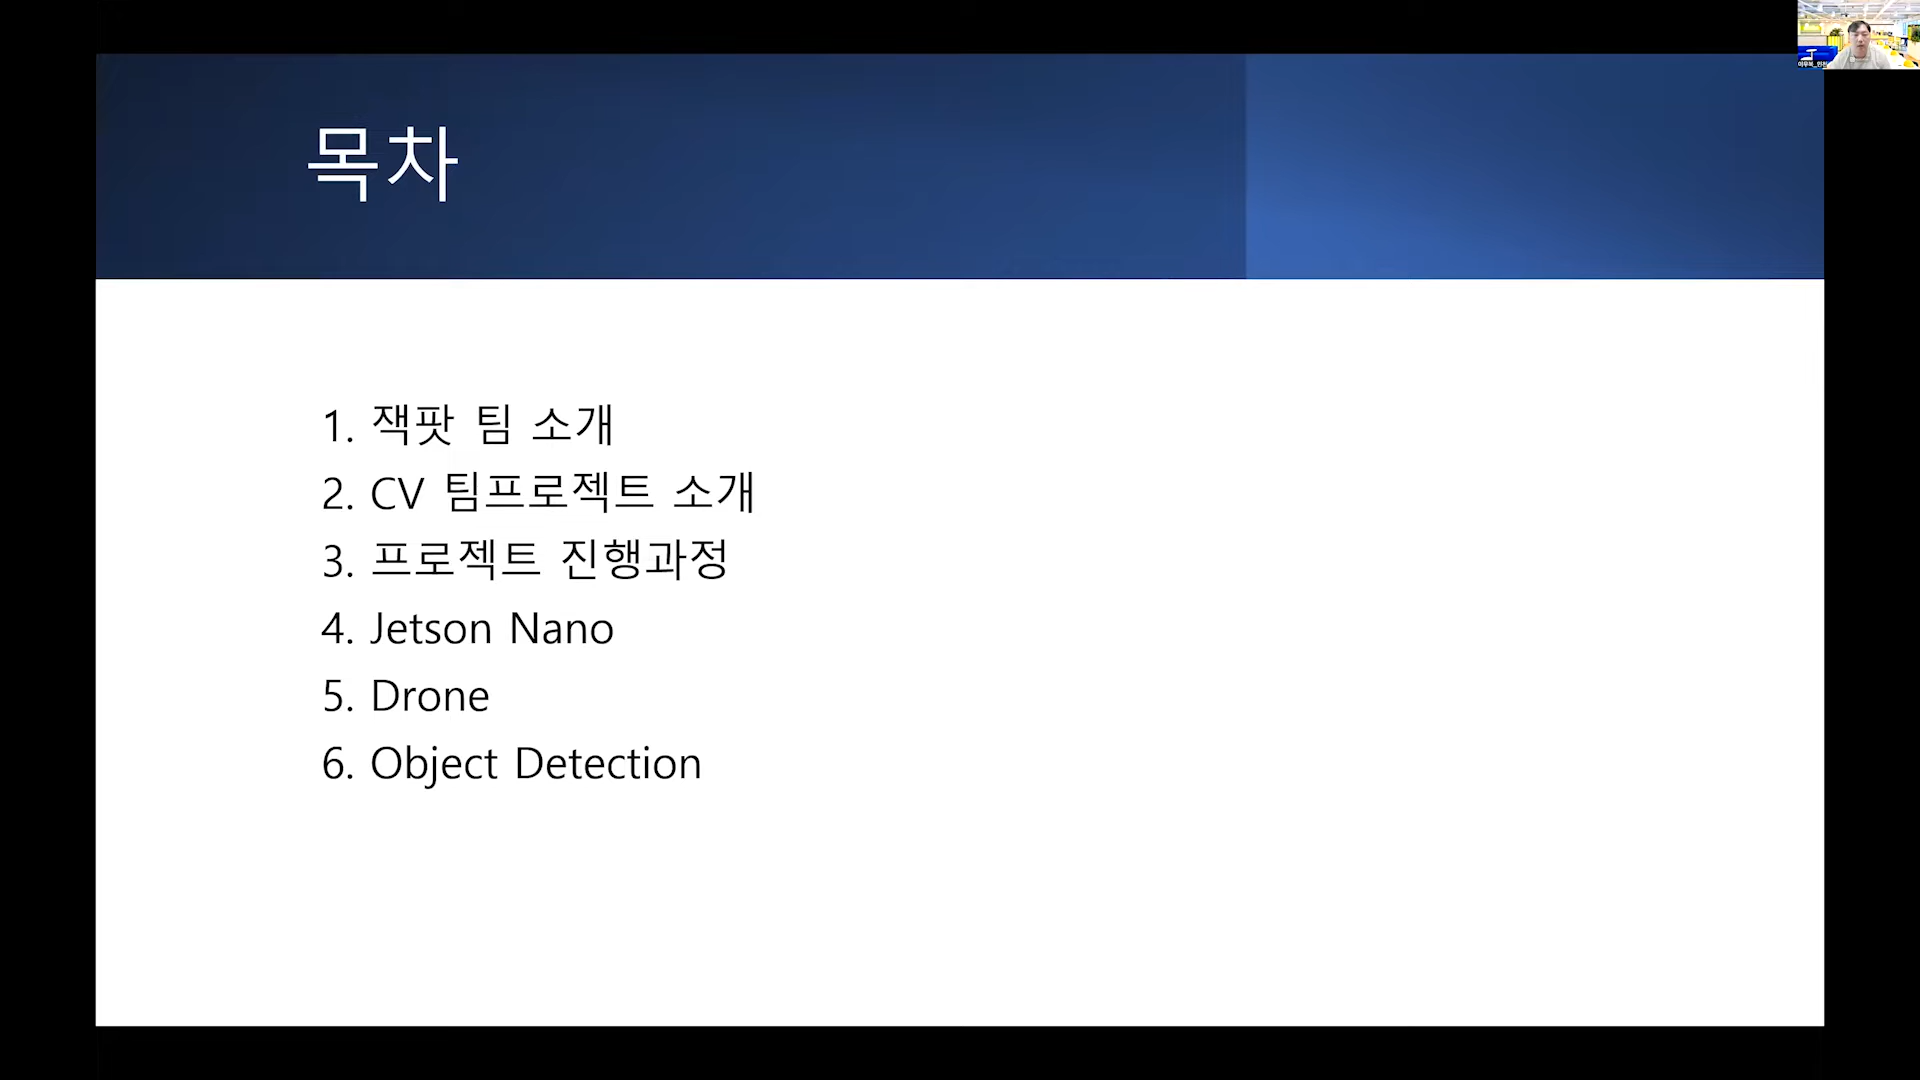 목차
1. 잭팟 팀 소개
2. CV 팀프로젝트 소개
3. 프로젝트 진행과정
4. Jetson Nano
5. Drone
6. Object Detection